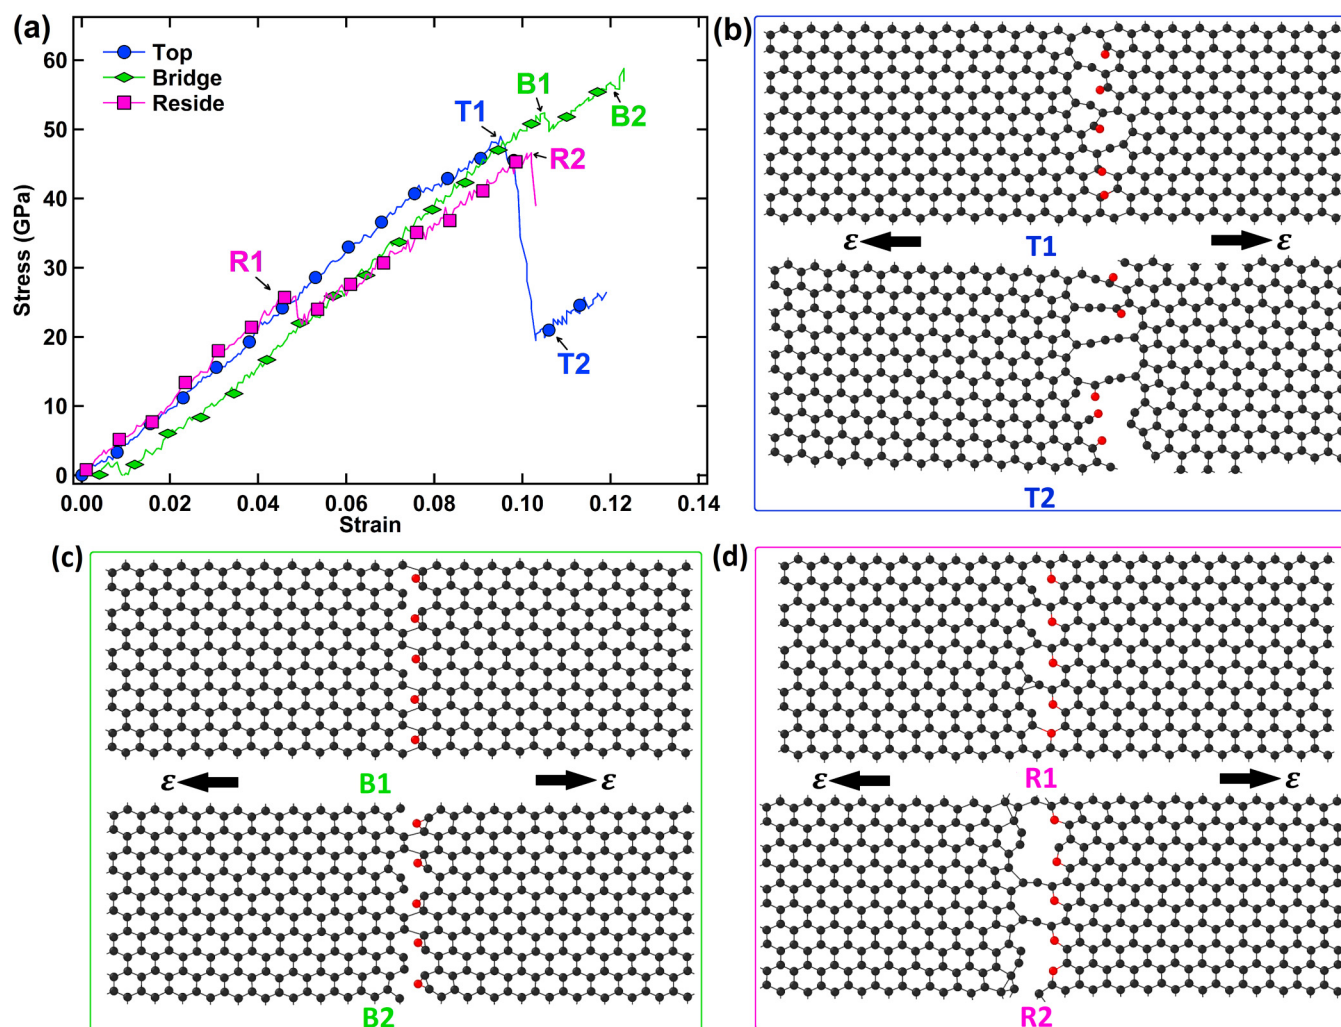 (a)
Top
Bridge
Reside
T1
B1
B2
R2
R1
T2
Stress (GPa)
60
50
40
30
20
10
0
0.00
0.02
0.04
0.06
0.08
0.10
0.12
0.14
Strain
(b)
ε
T1
ε
T2
(c)
ε
B1
ε
B2
(d)
ε
R1
ε
R2